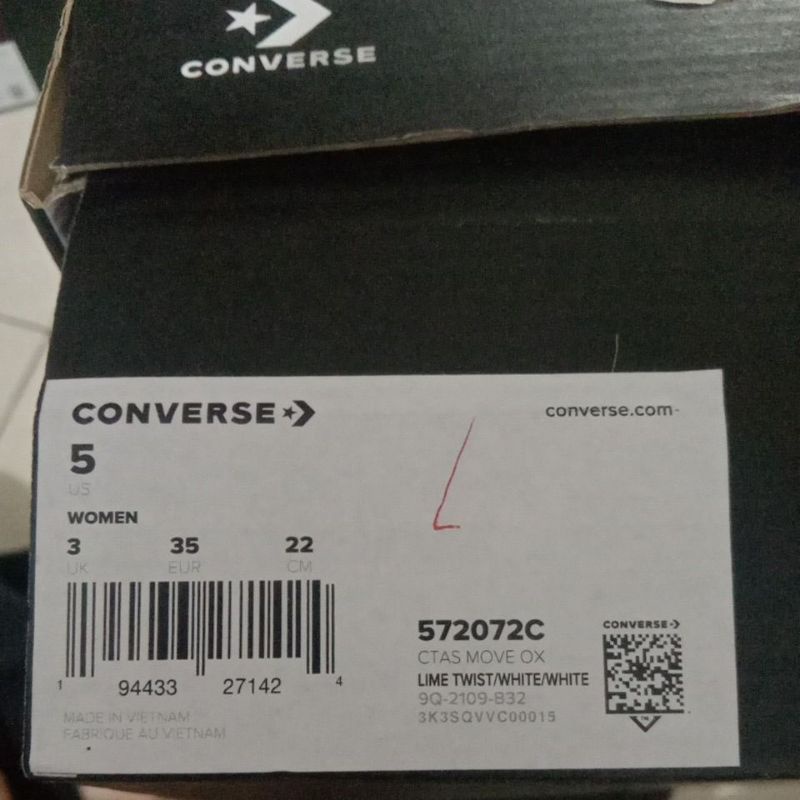 CONVERSE
CONVERSE
converse.com
5
US
WOMEN
3 35 22
UK EUR CM
1 94433 27142 4
MADE IN VIETNAM
FABRIQUE AU VIETNAM
572072C
CTAS MOVE OX
LIME TWIST/WHITE/WHITE
9Q-2109-B32
3K3SQVVC00015
CONVERSE